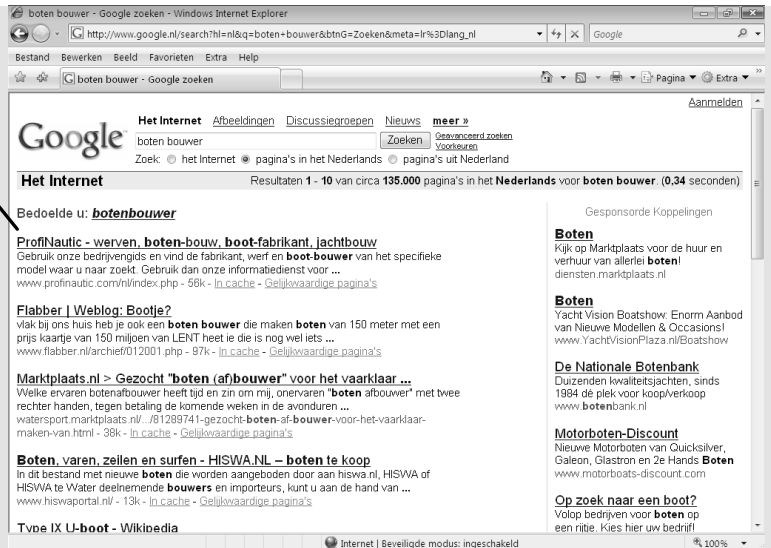 boten bouwer - Google zoeken - Windows Internet Explorer
http://www.google.nl/search?hl=nl&q=boten+bouwer&btnG=Zoeken&meta=lr%3Dlang_nl
Google
Bestand Bewerken Beeld Favorieten Extra Help
boten bouwer - Google zoeken
Pagina Extra
Aanmelden
Google
Het Internet Afbeeldingen Discussiegroepen Nieuws meer »
boten bouwer Zoeken Geavanceerd zoeken
Voorkeuren
Zoek: het Internet pagina's in het Nederlands pagina's uit Nederland
Het Internet Resultaten 1 - 10 van circa 135.000 pagina's in het Nederlands voor boten bouwer. (0,34 seconden)
Bedoelde u: botenbouwer
ProfiNautic - werven, boten-bouw, boot-fabrikant, jachtbouw
Gebruik onze bedrijvengids en vind de fabrikant, werf en boot-bouwer van het specifieke
model waar u naar zoekt. Gebruik dan onze informatiedienst voor ...
www.profinautic.com/nl/index.php - 56k - In cache - Gelijkwaardige pagina's
Flabber | Weblog: Bootje?
vlak bij ons huis heb je ook een boten bouwer die maken boten van 150 meter met een
prijs kaartje van 150 miljoen van LENT heet ie die is nog wel iets ...
www.flabber.nl/archief/012001.php - 97k - In cache - Gelijkwaardige pagina's
Marktplaats.nl > Gezocht "boten (af)bouwer" voor het vaarklaar ...
Welke ervaren botenafbouwer heeft tijd en zin om mij, onervaren "boten afbouwer" met twee
rechter handen, tegen betaling de komende weken in de avonduren ...
watersport.marktplaats.nl/.../81289741-gezocht-boten-af-bouwer-voor-het-vaarklaar-
maken-van.html - 38k - In cache - Gelijkwaardige pagina's
Boten, varen, zeilen en surfen - HISWA.NL – boten te koop
In dit bestand met nieuwe boten die worden aangeboden door aan hiswa.nl, HISWA of
HISWA te Water deelnemende bouwers en importeurs, kunt u aan de hand van ...
www.hiswaportal.nl/ - 13k - In cache - Gelijkwaardige pagina's
Type IX U-boot - Wikipedia
Gesponsorde Koppelingen
Boten
Kijk op Marktplaats voor de huur en
verhuur van allerlei boten!
diensten.marktplaats.nl
Boten
Yacht Vision Boatshow: Enorm Aanbod
van Nieuwe Modellen & Occasions!
www.YachtVisionPlaza.nl/Boatshow
De Nationale Botenbank
Duizenden kwaliteitsjachten, sinds
1984 dè plek voor koop/verkoop
www.botenbank.nl
Motorboten-Discount
Nieuwe Motorboten van Quicksilver,
Galeon, Glastron en 2e Hands Boten
www.motorboats-discount.com
Op zoek naar een boot?
Volop bedrijven voor boten op
een rijtje. Kies hier uw bedrijf!
Internet | Beveiligde modus: ingeschakeld 100%